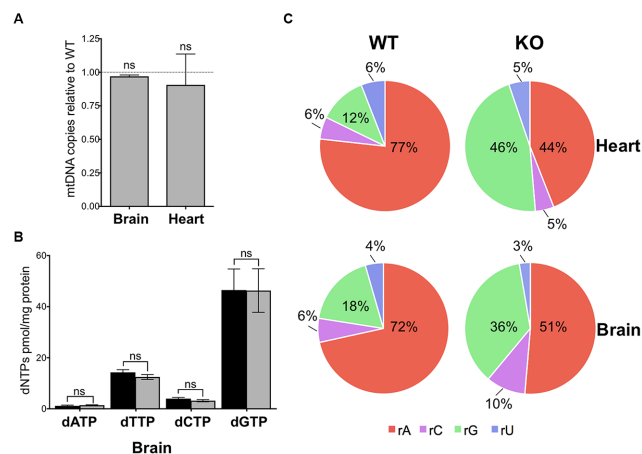 A
mtDNA copies relative to WT
1.25
1.00
0.75
0.50
0.25
0.00
ns
ns
Brain
Heart
B
dNTPs pmol/mg protein
60
40
20
0
ns
ns
ns
ns
dATP
dTTP
dCTP
dGTP
Brain
C
WT
KO
6%
6%
12%
77%
5%
46%
44%
5%
Heart
4%
6%
18%
72%
3%
36%
51%
10%
Brain
rA rC rG rU